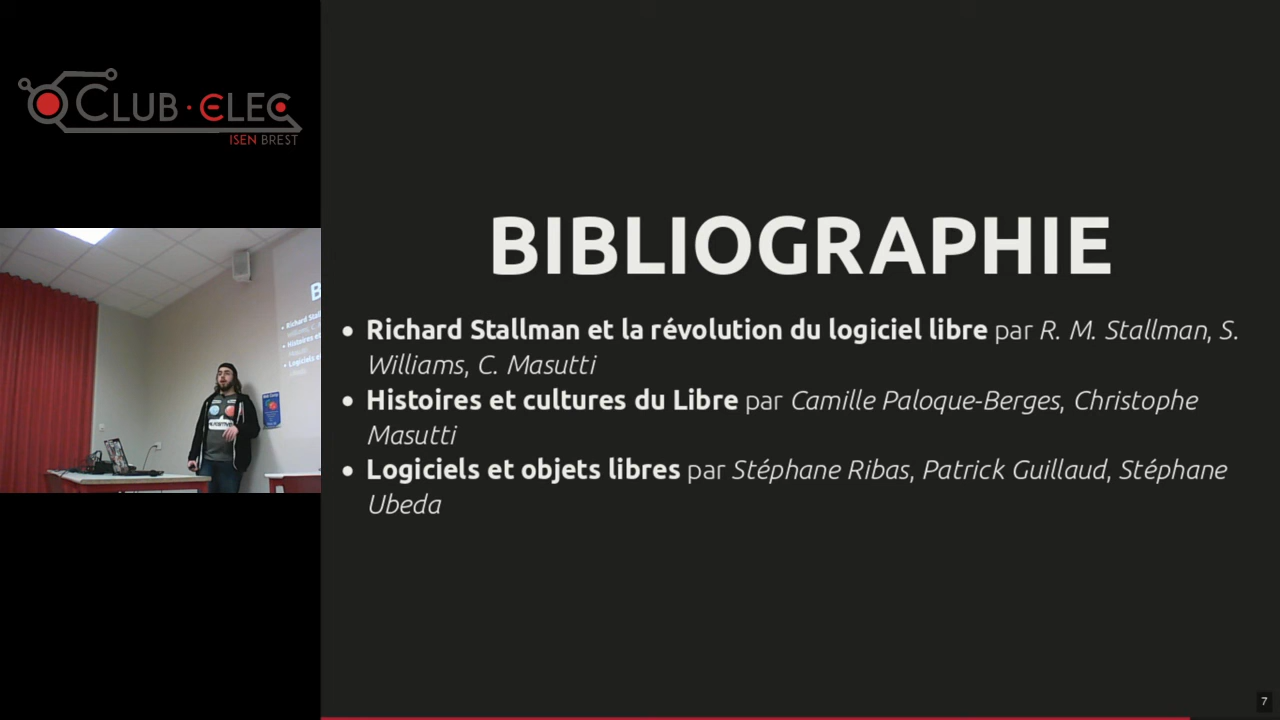 CLUB · ELEC
ISEN BREST
BIBLIOGRAPHIE
• Richard Stallman et la révolution du logiciel libre par R. M. Stallman, S.
Williams, C. Masutti
• Histoires et cultures du Libre par Camille Paloque-Berges, Christophe
Masutti
• Logiciels et objets libres par Stéphane Ribas, Patrick Guillaud, Stéphane
Ubeda
7